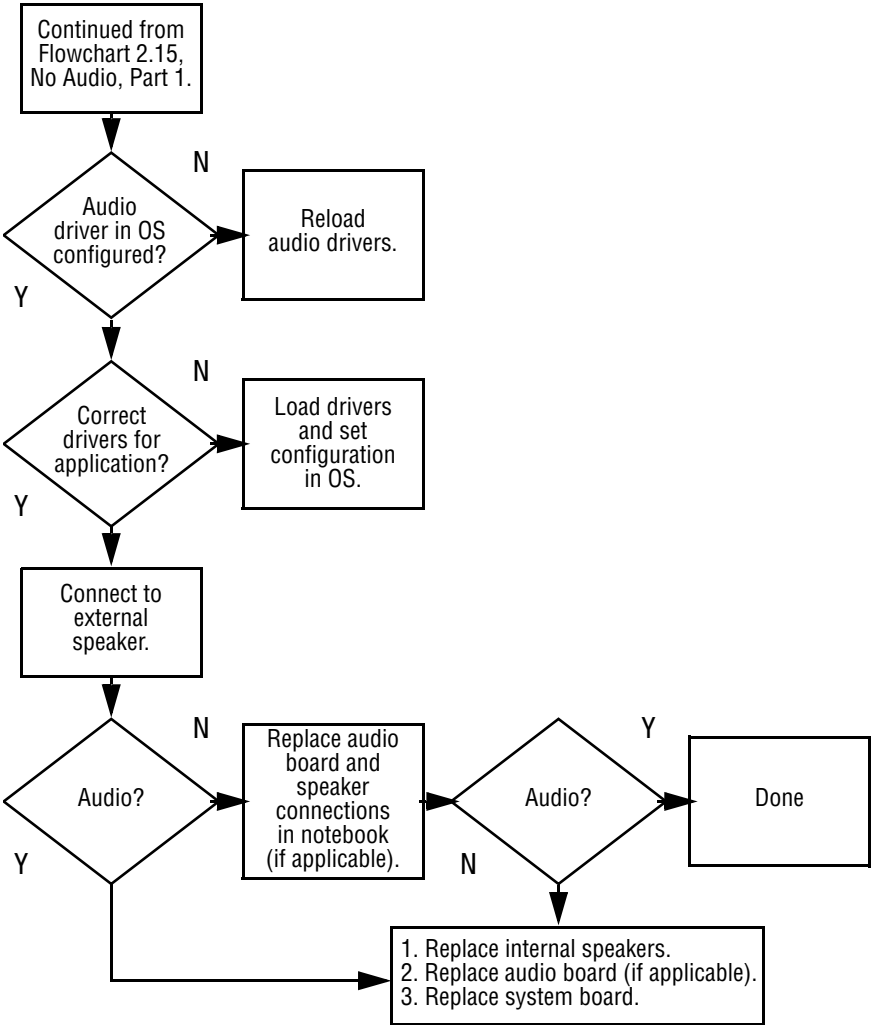 Continued from
Flowchart 2.15,
No Audio, Part 1.
N
Audio
driver in OS
configured?
Reload
audio drivers.
Y
N
Correct
drivers for
application?
Load drivers
and set
configuration
in OS.
Y
Connect to
external
speaker.
N
Audio?
Replace audio
board and
speaker
connections
in notebook
(if applicable).
Y
Audio?
Y
Done
N
1. Replace internal speakers.
2. Replace audio board (if applicable).
3. Replace system board.